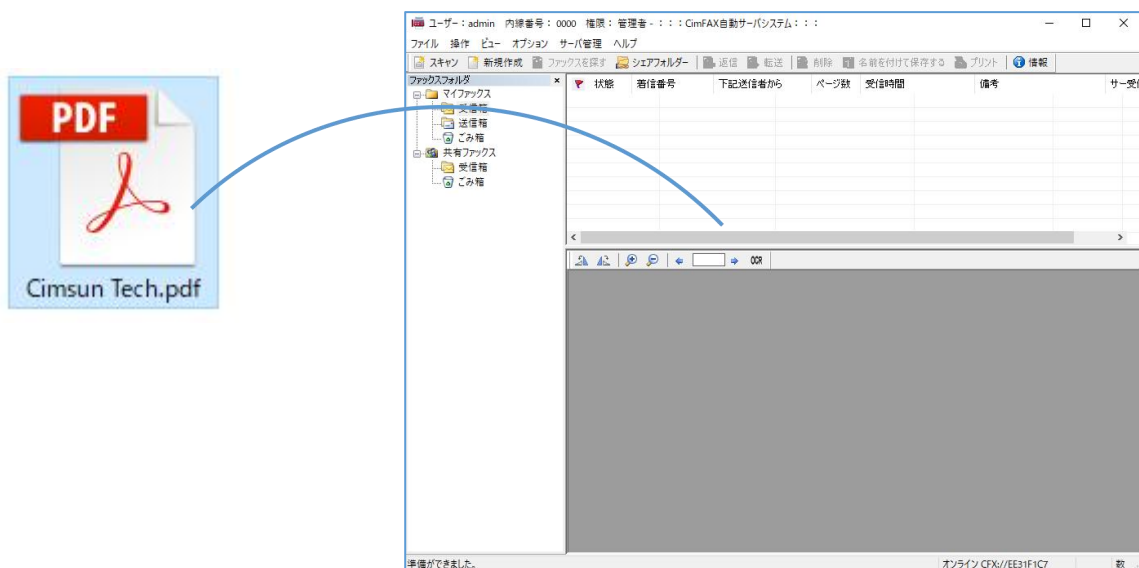 PDF
Cimsun Tech.pdf
ユーザー：admin 内線番号：0000 権限：管理者 - ：：：CimFAX自動サーバシステム：：：
ファイル 操作 ビュー オプション サーバ管理 ヘルプ
スキャン 新規作成 ファックスを探す シェアフォルダー 返信 転送 削除 名前を付けて保存する プリント 情報
ファックスフォルダ
マイファックス
受信箱
送信箱
ごみ箱
共有ファックス
受信箱
ごみ箱
状態 着信番号 下記送信者から ページ数 受信時間 備考 サー受信
OCR
準備ができました。 オンライン CFX://EE31F1C7 数